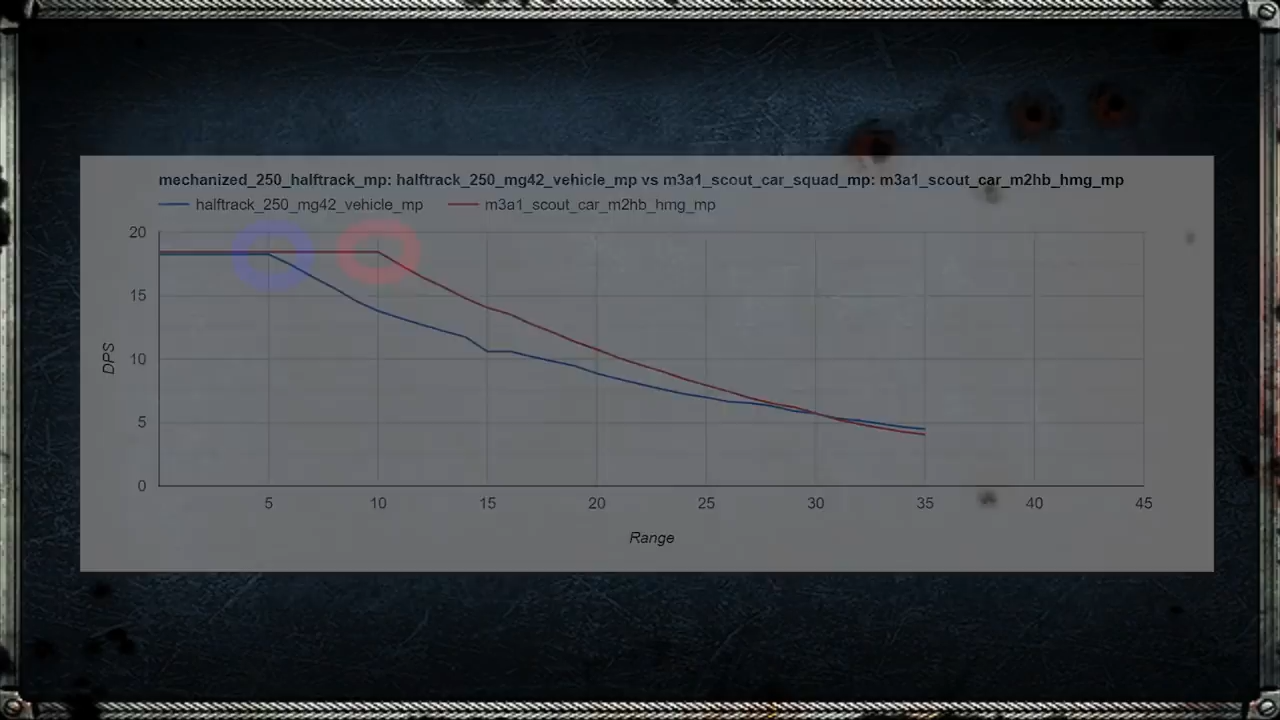 mechanized_250_halftrack_mp: halftrack_250_mg42_vehicle_mp vs m3a1_scout_car_squad_mp: m3a1_scout_car_m2hb_hmg_mp
halftrack_250_mg42_vehicle_mp m3a1_scout_car_m2hb_hmg_mp
20
15
10
5
0
DPS
5 10 15 20 25 30 35 40 45
Range